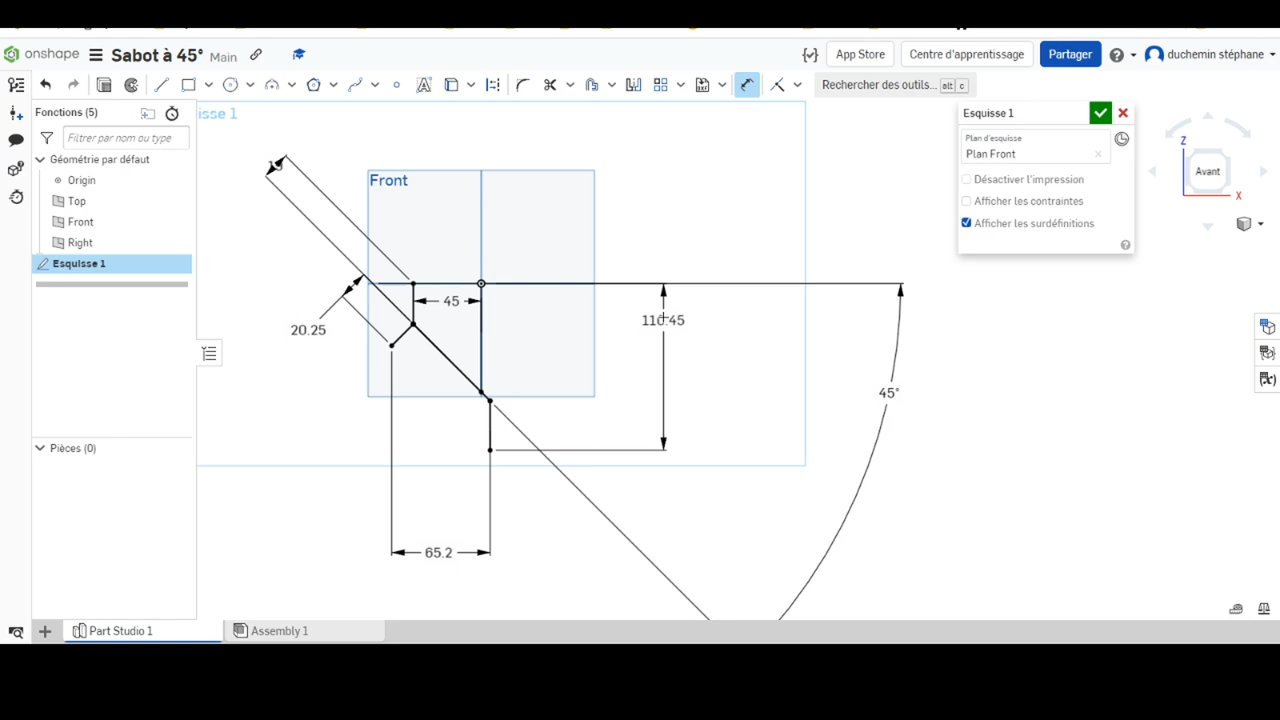 onshape Sabot à 45° Main App Store Centre d'apprentissage Partager duchemin stéphane
Rechercher des outils... alt c
Fonctions (5)
Filtrer par nom ou type
Géométrie par défaut
Origin
Top
Front
Right
Esquisse 1
Pièces (0)
isse 1
Front
45
110.45
20.25
45°
65.2
Esquisse 1
Plan d'esquisse
Plan Front
Désactiver l'impression
Afficher les contraintes
Afficher les surdéfinitions
Z
Avant
X
Part Studio 1
Assembly 1